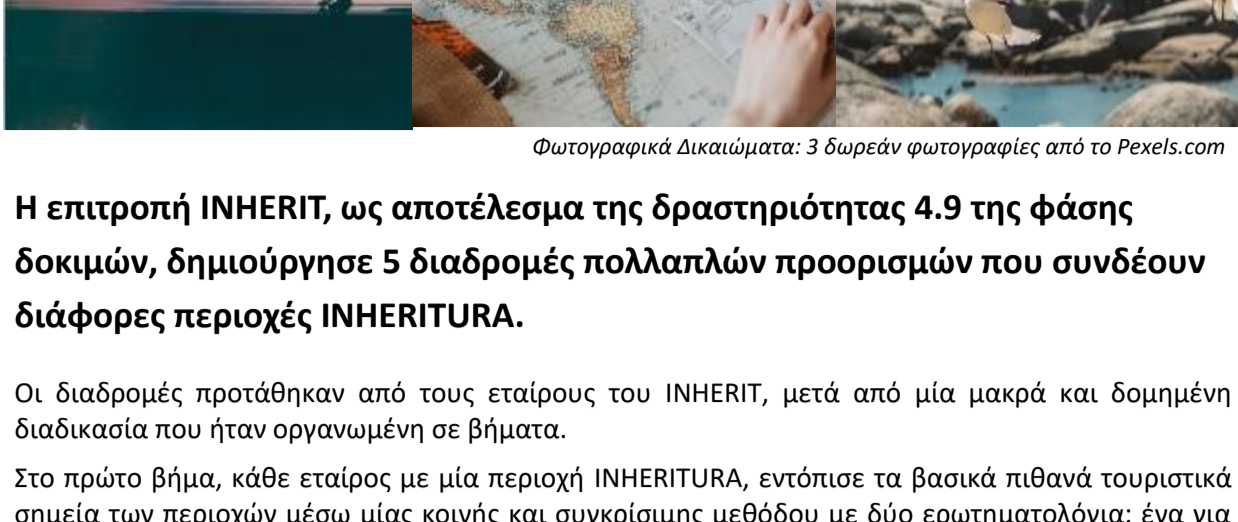 Φωτογραφικά Δικαιώματα: 3 δωρεάν φωτογραφίες από το Pexels.com
Η επιτροπή INHERIT, ως αποτέλεσμα της δραστηριότητας 4.9 της φάσης
δοκιμών, δημιούργησε 5 διαδρομές πολλαπλών προορισμών που συνδέουν
διάφορες περιοχές INHERITURA.
Οι διαδρομές προτάθηκαν από τους εταίρους του INHERIT, μετά από μία μακρά και δομημένη
διαδικασία που ήταν οργανωμένη σε βήματα.
Στο πρώτο βήμα, κάθε εταίρος με μία περιοχή INHERITURA, εντόπισε τα βασικά πιθανά τουριστικά
σημεία των περιοχών μέσω μίας κοινής και συγκρίσιμης μεθόδου με δύο ερωτηματολόγια: ένα για